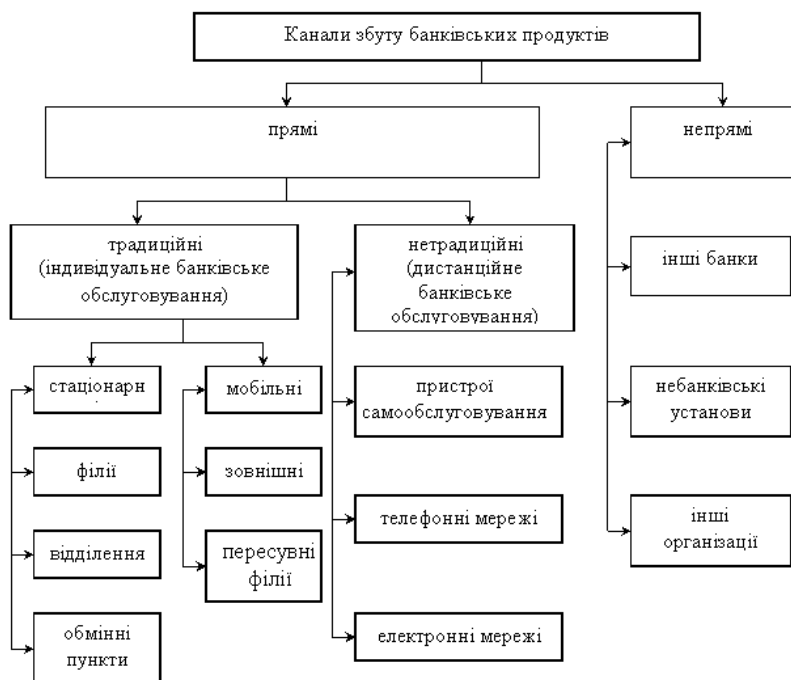 Канали збуту банківських продуктів
прямі
непрямі
традиційні
(індивідуальне банківське
обслуговування)
нетрадиційні
(дистанційне
банківське
обслуговування)
інші банки
стаціонарн
мобільні
пристрої
самообслуговування
небанківські
установи
філії
зовнішні
відділення
пересувні
філії
телефонні мережі
інші
організації
обмінні
пункти
електронні мережі